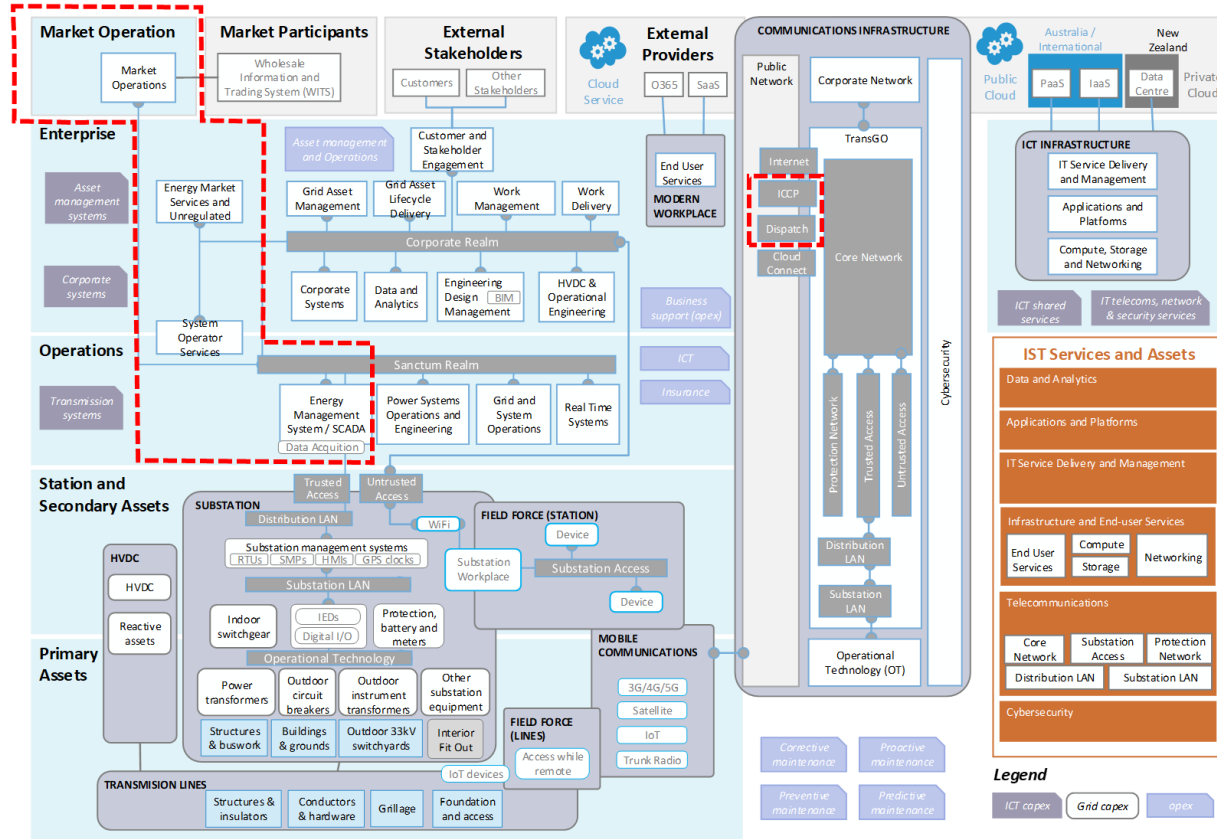 Market Operation
Market
Operations
Market Participants
Wholesale
Information and
Trading System (WITS)
External
Stakeholders
Customers
Other
Stakeholders
Cloud
Service
External
Providers
O365
SaaS
COMMUNICATIONS INFRASTRUCTURE
Public
Network
Corporate Network
TransGO
Internet
ICCP
Dispatch
Cloud
Connect
Core Network
Protection Network
Trusted Access
Untrusted Access
Distribution
LAN
Substation
LAN
Operational
Technology (OT)
Cybersecurity
Public
Cloud
Australia /
International
PaaS
IaaS
New
Zealand
Data
Centre
Private
Cloud
Enterprise
Asset
management
systems
Corporate
systems
Energy Market
Services and
Unregulated
System
Operator
Services
Asset management
and Operations
Customer and
Stakeholder
Engagement
Grid Asset
Management
Grid Asset
Lifecycle
Delivery
Work
Management
Work
Delivery
Corporate Realm
Corporate
Systems
Data and
Analytics
Engineering
Design
Management
BIM
HVDC &
Operational
Engineering
End User
Services
MODERN
WORKPLACE
Business
support (opex)
ICT
Insurance
ICT INFRASTRUCTURE
IT Service Delivery
and Management
Applications and
Platforms
Compute, Storage
and Networking
ICT shared
services
IT telecoms, network
& security services
Operations
Transmission
systems
Sanctum Realm
Energy
Management
System / SCADA
Data Acquition
Power Systems
Operations and
Engineering
Grid and
System
Operations
Real Time
Systems
Station and
Secondary Assets
Trusted
Access
Untrusted
Access
SUBSTATION
Distribution LAN
WiFi
Substation management systems
RTUs
SMPs
HMIs
GPS clocks
Substation LAN
Indoor
switchgear
IEDs
Digital I/O
Protection,
battery and
meters
Operational Technology
Substation
Workplace
FIELD FORCE (STATION)
Device
Substation Access
Device
HVDC
HVDC
Reactive
assets
Primary
Assets
Power
transformers
Outdoor
circuit
breakers
Outdoor
instrument
transformers
Other
substation
equipment
Structures
& buswork
Buildings
& grounds
Outdoor 33kV
switchyards
Interior
Fit Out
MOBILE
COMMUNICATIONS
3G/4G/5G
Satellite
IoT
Trunk Radio
FIELD FORCE
(LINES)
Access while
remote
IoT devices
TRANSMISION LINES
Structures &
insulators
Conductors
& hardware
Grillage
Foundation
and access
Corrective
maintenance
Proactive
maintenance
Preventive
maintenance
Predictive
maintenance
IST Services and Assets
Data and Analytics
Applications and Platforms
IT Service Delivery and Management
Infrastructure and End-user Services
End User
Services
Compute
Storage
Networking
Telecommunications
Core
Network
Substation
Access
Protection
Network
Distribution LAN
Substation LAN
Cybersecurity
Legend
ICT capex
Grid capex
opex